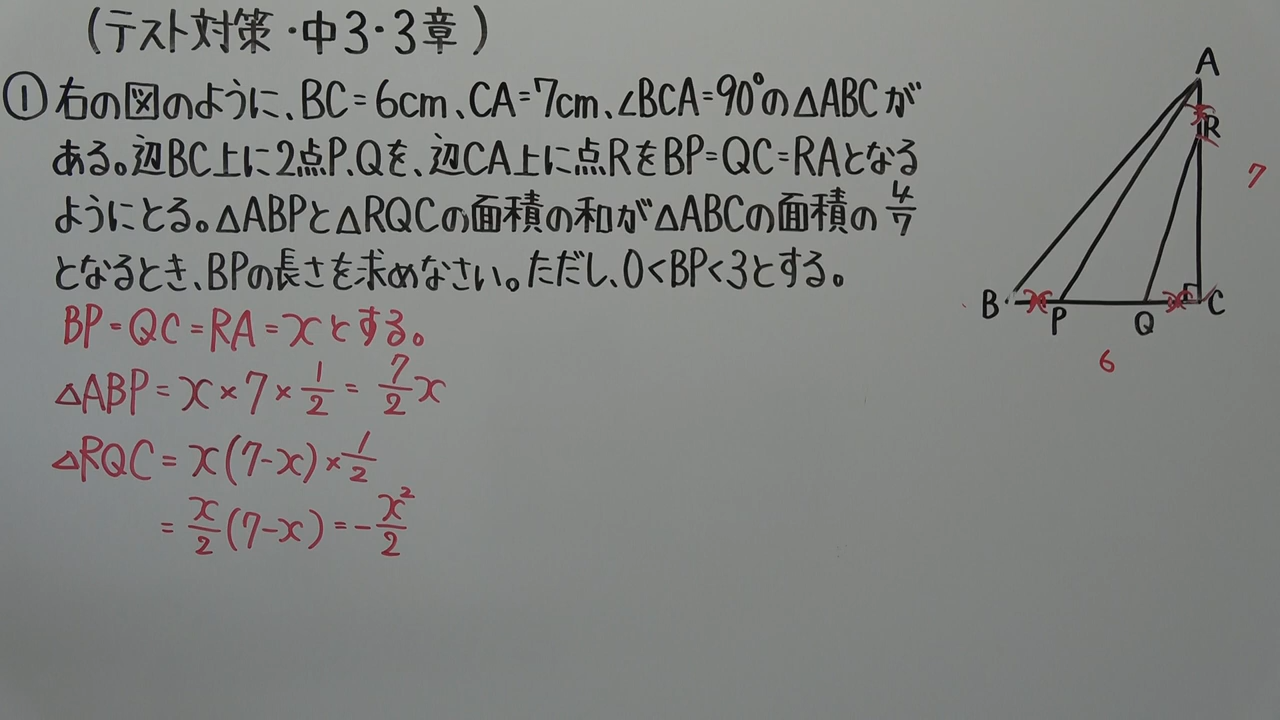 (テスト対策・中3・3章)
① 右の図のように、BC=6cm、CA=7cm、∠BCA=90°の△ABCが
ある。辺BC上に2点P.Qを、辺CA上に点RをBP=QC=RAとなる
ようにとる。△ABPと△RQCの面積の和が△ABCの面積の4/7
となるとき、BPの長さを求めなさい。ただし、0<BP<3とする。
BP=QC=RA=xとする。
△ABP=x×7×1/2=7/2x
△RQC=x(7-x)×1/2
=x/2(7-x)=-x²/2
A
x
R
7
B
x
P
Q
x
C
6